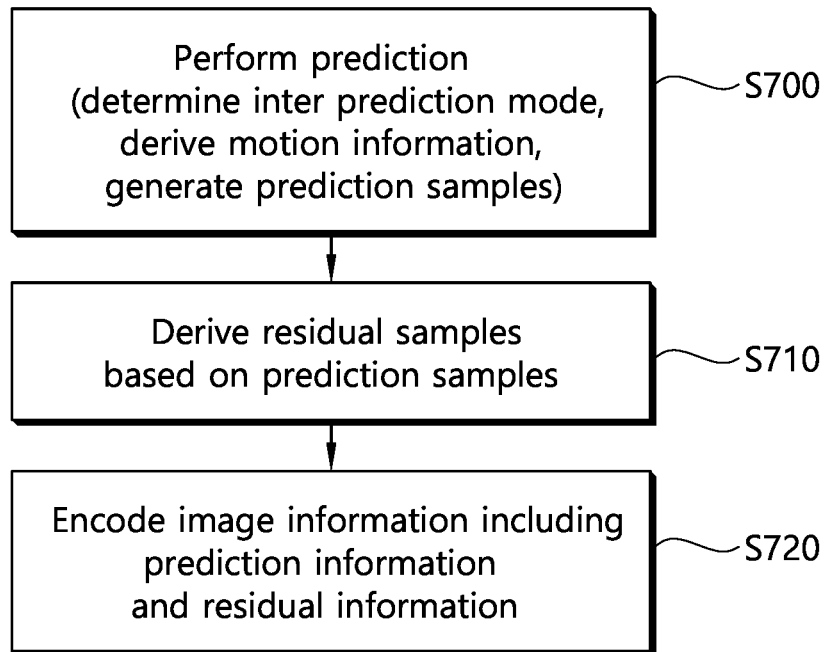 Perform prediction
(determine inter prediction mode,
derive motion information,
generate prediction samples)
S700
Derive residual samples
based on prediction samples
S710
Encode image information including
prediction information
and residual information
S720